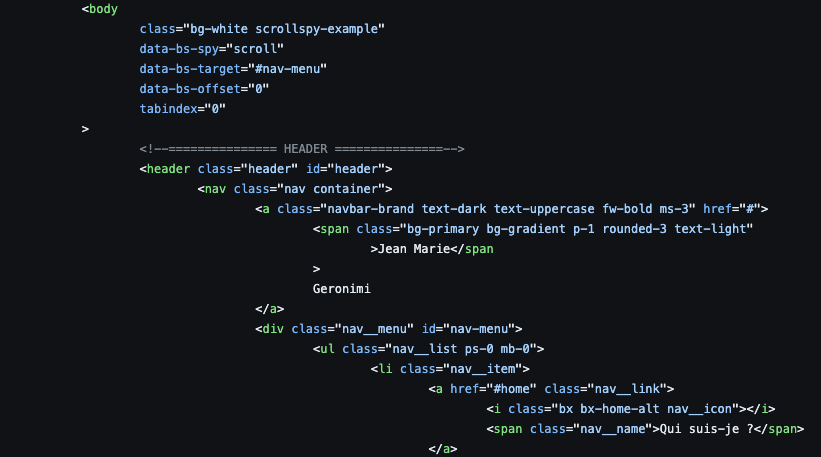 <body
class="bg-white scrollspy-example"
data-bs-spy="scroll"
data-bs-target="#nav-menu"
data-bs-offset="0"
tabindex="0"
>
<!--=============== HEADER ===============-->
<header class="header" id="header">
<nav class="nav container">
<a class="navbar-brand text-dark text-uppercase fw-bold ms-3" href="#">
<span class="bg-primary bg-gradient p-1 rounded-3 text-light"
>Jean Marie</span
>
Geronimi
</a>
<div class="nav__menu" id="nav-menu">
<ul class="nav__list ps-0 mb-0">
<li class="nav__item">
<a href="#home" class="nav__link">
<i class="bx bx-home-alt nav__icon"></i>
<span class="nav__name">Qui suis-je ?</span>
</a>